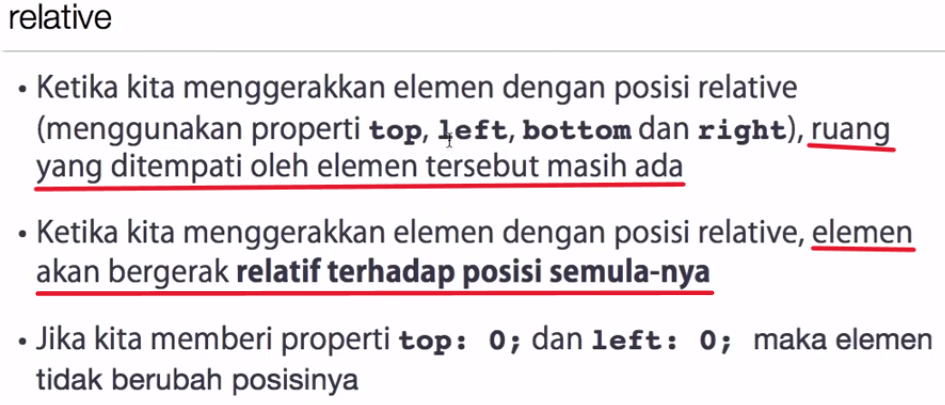 relative
• Ketika kita menggerakkan elemen dengan posisi relative
(menggunakan properti top, left, bottom dan right), ruang
yang ditempati oleh elemen tersebut masih ada
• Ketika kita menggerakkan elemen dengan posisi relative, elemen
akan bergerak relatif terhadap posisi semula-nya
• Jika kita memberi properti top: 0; dan left: 0; maka elemen
tidak berubah posisinya